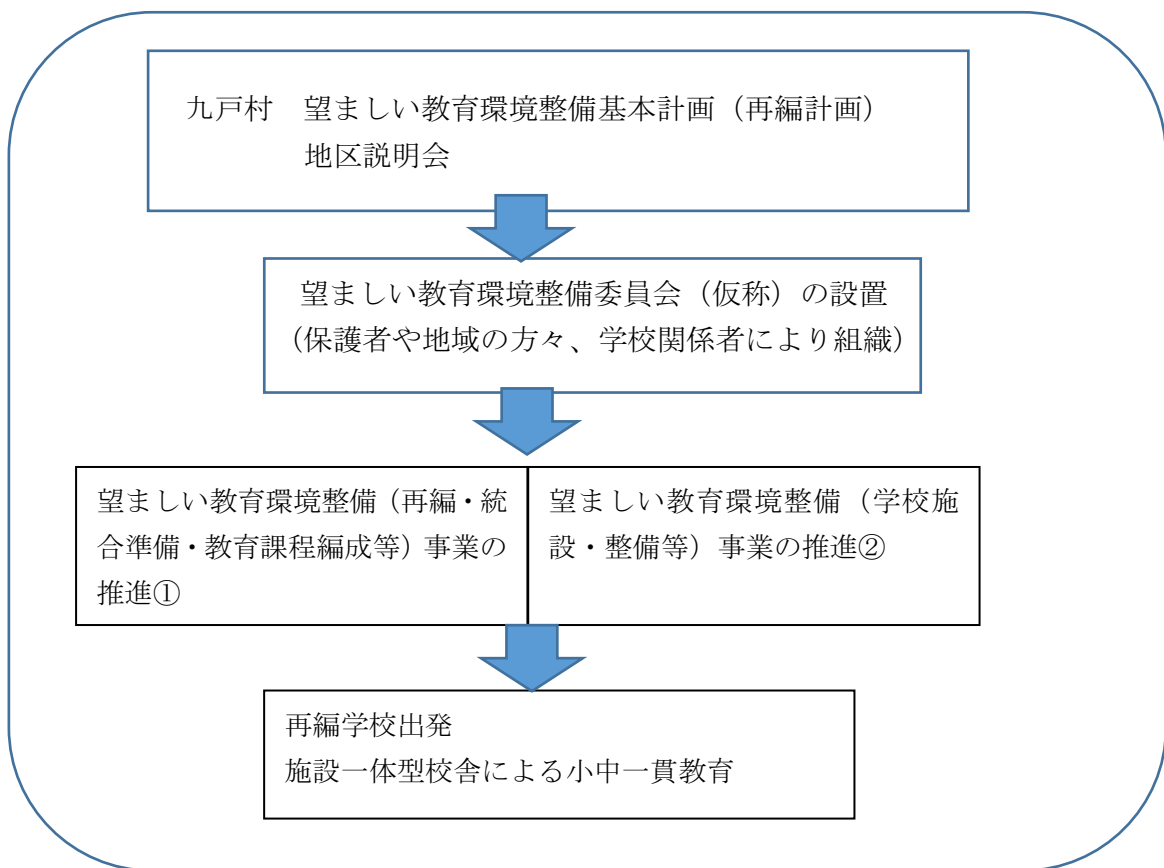 九戸村　望ましい教育環境整備基本計画（再編計画）
地区説明会
望ましい教育環境整備委員会（仮称）の設置
（保護者や地域の方々、学校関係者により組織）
望ましい教育環境整備（再編・統
合準備・教育課程編成等）事業の
推進①
望ましい教育環境整備（学校施
設・整備等）事業の推進②
再編学校出発
施設一体型校舎による小中一貫教育